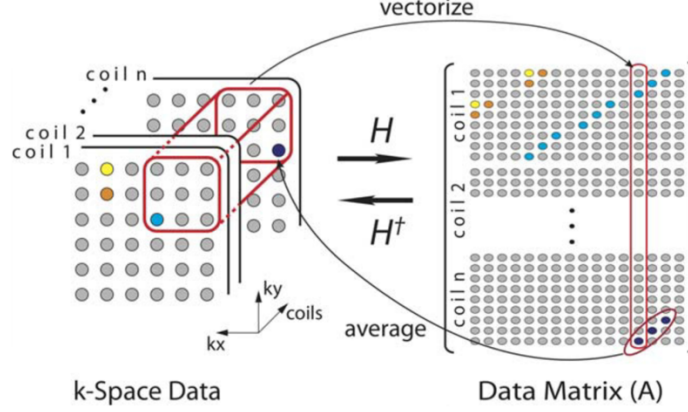 vectorize
coil n
coil 2
coil 1
H
H†
ky
coils
kx
average
coil 1
coil 2
coil n
k-Space Data
Data Matrix (A)